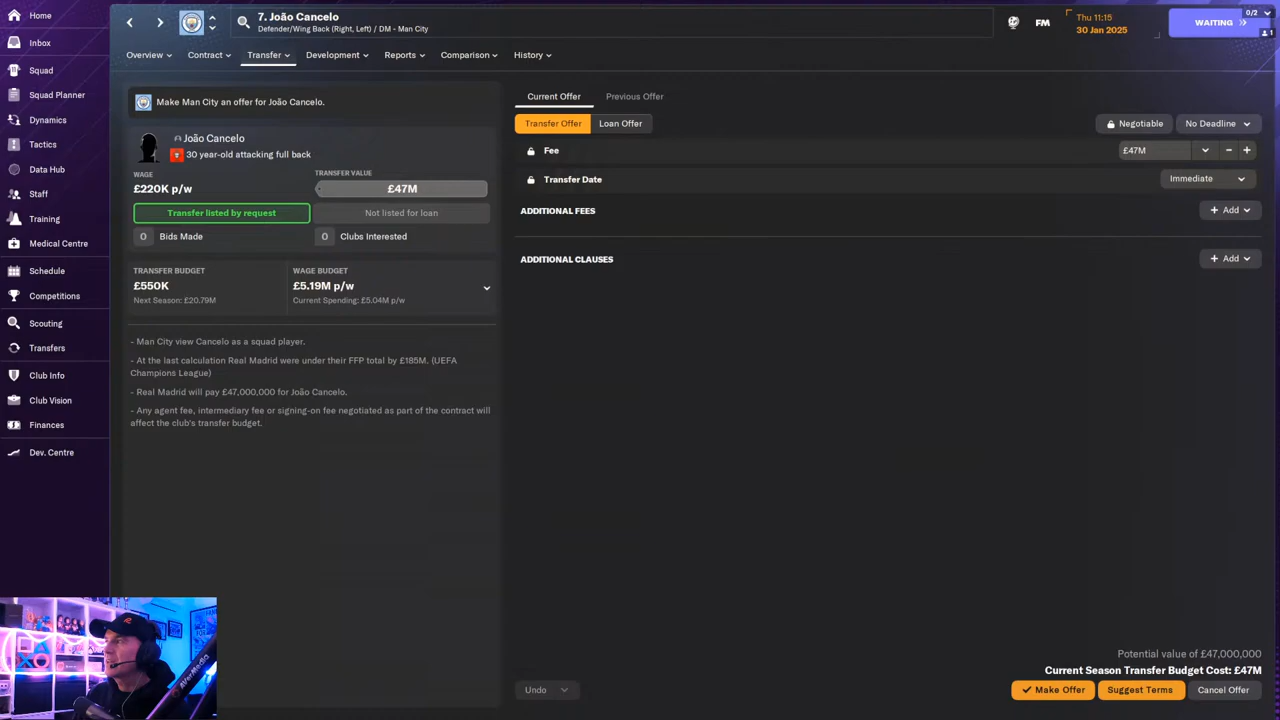 Home
Inbox
Squad
Squad Planner
Dynamics
Tactics
Data Hub
Staff
Training
Medical Centre
Schedule
Competitions
Scouting
Transfers
Club Info
Club Vision
Finances
Dev. Centre
7. João Cancelo
Defender/Wing Back (Right, Left) / DM - Man City
FM
Thu 11:15
30 Jan 2025
WAITING
0/2
1
Overview
Contract
Transfer
Development
Reports
Comparison
History
Make Man City an offer for João Cancelo.
João Cancelo
30 year-old attacking full back
WAGE
£220K p/w
TRANSFER VALUE
£47M
Transfer listed by request
Not listed for loan
0 Bids Made
0 Clubs Interested
TRANSFER BUDGET
£550K
Next Season: £20.79M
WAGE BUDGET
£5.19M p/w
Current Spending: £5.04M p/w
- Man City view Cancelo as a squad player.
- At the last calculation Real Madrid were under their FFP total by £185M. (UEFA
Champions League)
- Real Madrid will pay £47,000,000 for João Cancelo.
- Any agent fee, intermediary fee or signing-on fee negotiated as part of the contract will
affect the club's transfer budget.
Current Offer
Previous Offer
Transfer Offer
Loan Offer
Negotiable
No Deadline
Fee
£47M
Transfer Date
Immediate
ADDITIONAL FEES
+ Add
ADDITIONAL CLAUSES
+ Add
Potential value of £47,000,000
Current Season Transfer Budget Cost: £47M
Undo
Make Offer
Suggest Terms
Cancel Offer
AVerMedia